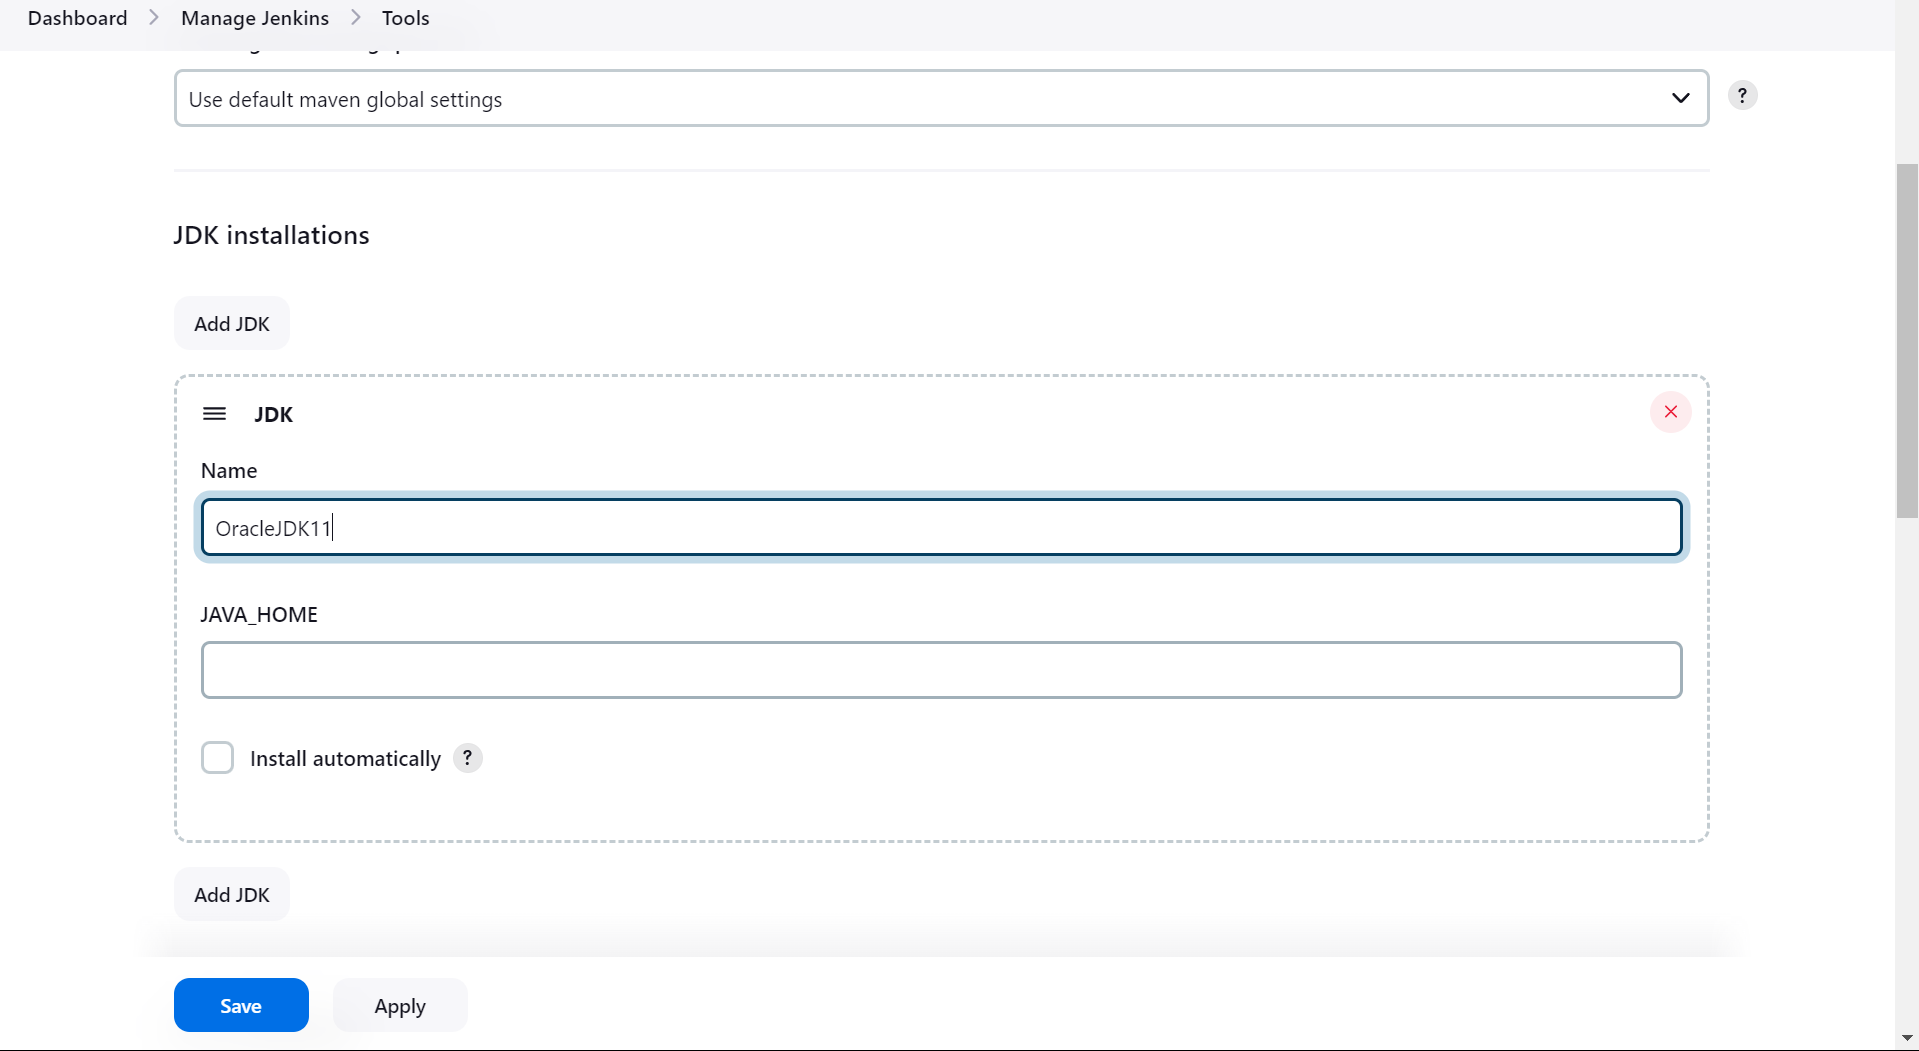 Dashboard > Manage Jenkins > Tools
Use default maven global settings
?
JDK installations
Add JDK
JDK
Name
OracleJDK11
JAVA_HOME
Install automatically ?
Add JDK
Save Apply